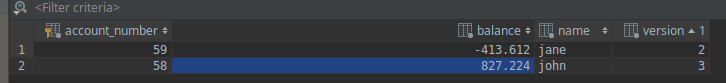 <Filter criteria>
account_number balance name version 1
1 59 -413.612 jane 2
2 58 827.224 john 3